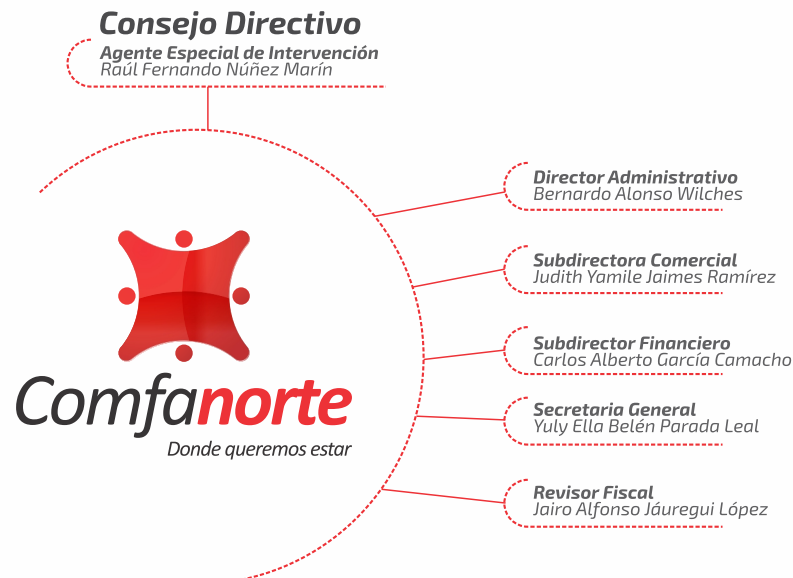 Consejo Directivo
Agente Especial de Intervención
Raúl Fernando Núñez Marín
Director Administrativo
Bernardo Alonso Wilches
Subdirectora Comercial
Judith Yamile Jaimes Ramírez
Subdirector Financiero
Carlos Alberto García Camacho
Secretaria General
Yuly Ella Belén Parada Leal
Revisor Fiscal
Jairo Alfonso Jáuregui López
Comfanorte
Donde queremos estar